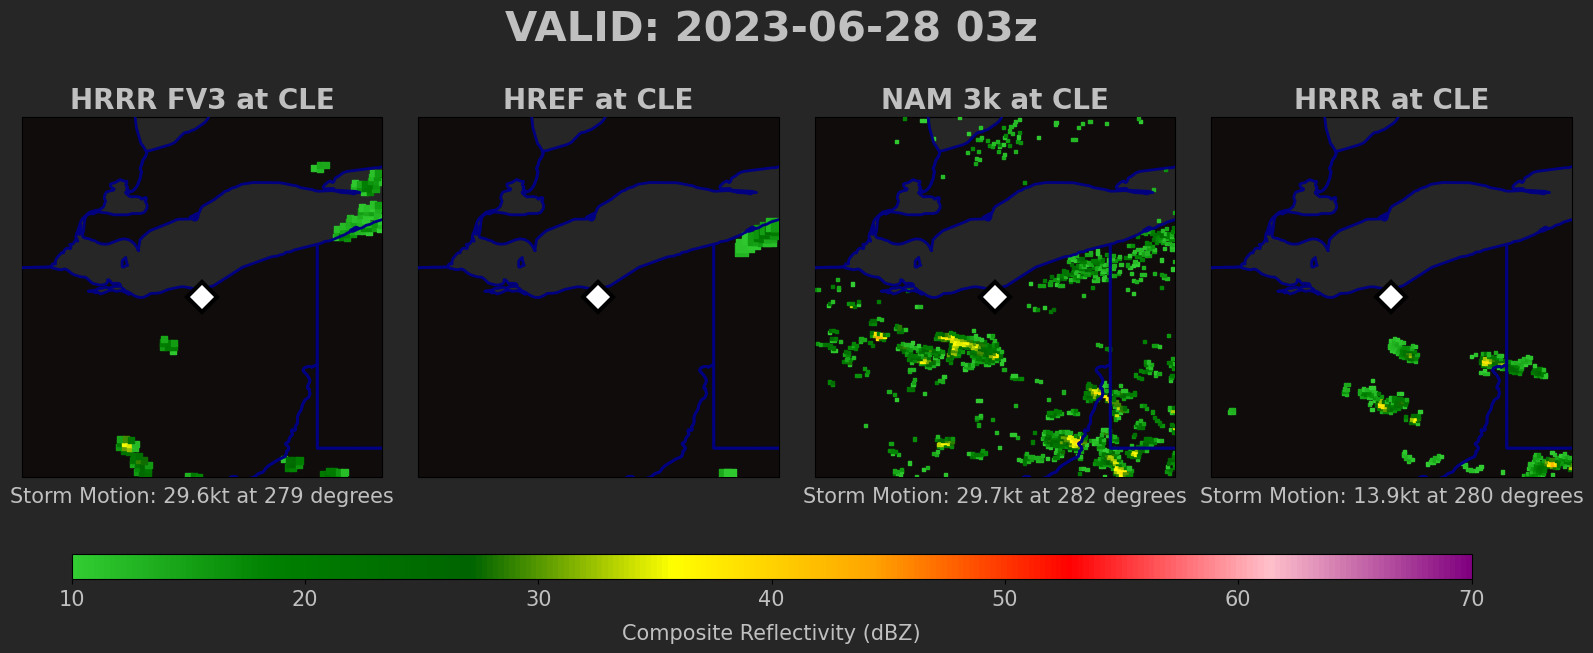 VALID: 2023-06-28 03z
HRRR FV3 at CLE
HREF at CLE
NAM 3k at CLE
HRRR at CLE
Storm Motion: 29.6kt at 279 degrees
Storm Motion: 29.7kt at 282 degrees
Storm Motion: 13.9kt at 280 degrees
10 20 30 40 50 60 70
Composite Reflectivity (dBZ)